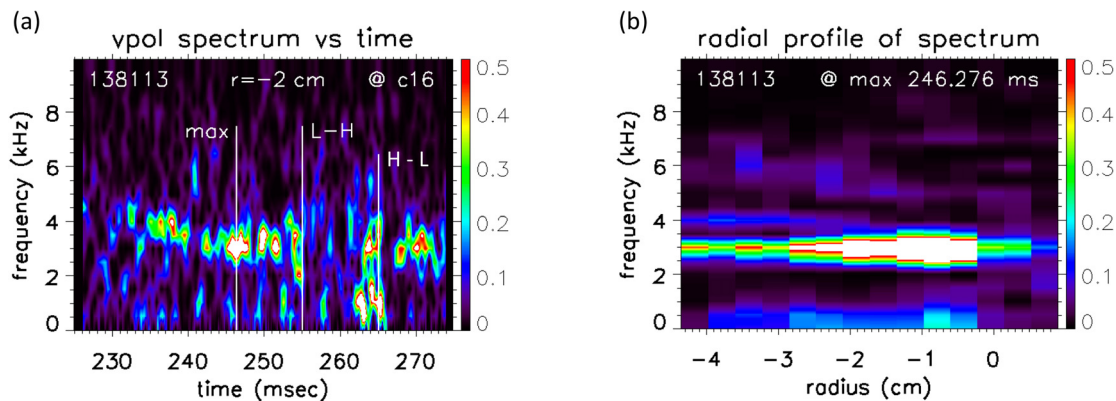 (a)
vpol spectrum vs time
138113 r=-2 cm @ c16
max
L-H
H-L
frequency (kHz)
8
6
4
2
0
230 240 250 260 270
time (msec)
0.5
0.4
0.3
0.2
0.1
0
(b)
radial profile of spectrum
138113 @ max 246.276 ms
frequency (kHz)
8
6
4
2
0
-4 -3 -2 -1 0
radius (cm)
0.5
0.4
0.3
0.2
0.1
0